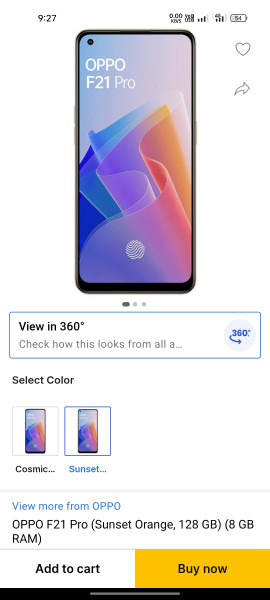 9:27
0.00 KB/S
4G
54
OPPO
F21 Pro
View in 360°
Check how this looks from all a...
360°
Select Color
Cosmic...
Sunset...
View more from OPPO
OPPO F21 Pro (Sunset Orange, 128 GB) (8 GB
RAM)
Add to cart
Buy now